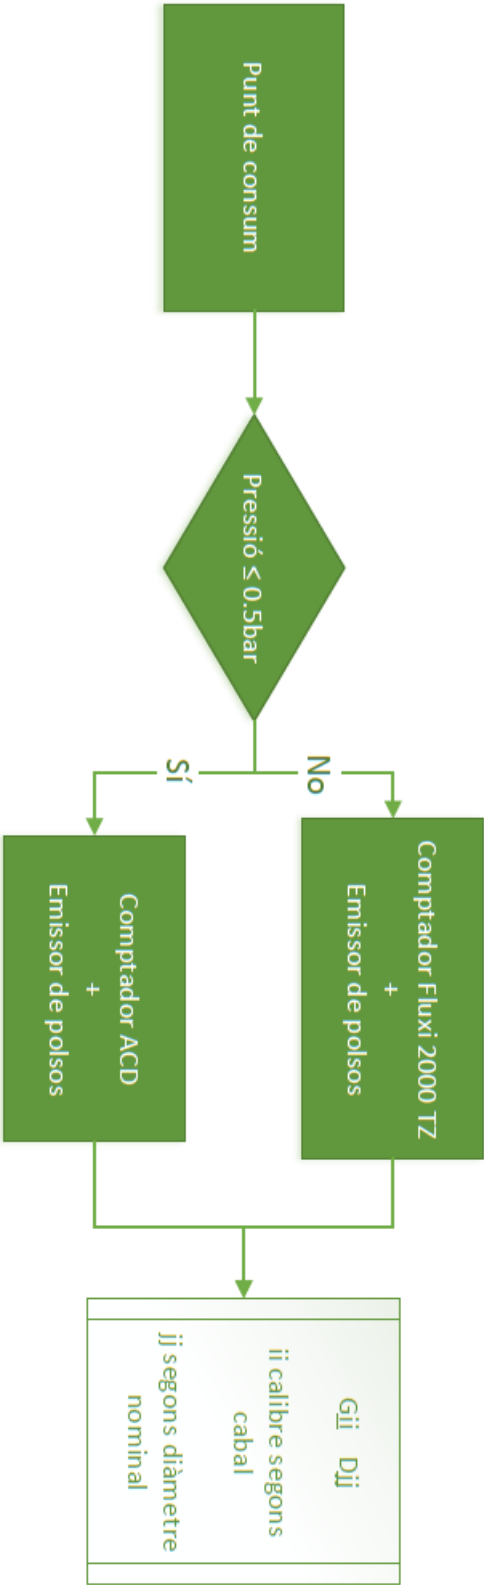 Punt de consum
Pressió ≤ 0.5bar
No
Comptador Fluxi 2000 TZ
+
Emissor de polsos
Sí
Comptador ACD
+
Emissor de polsos
Gii Djj
ii calibre segons
cabal
jj segons diàmetre
nominal